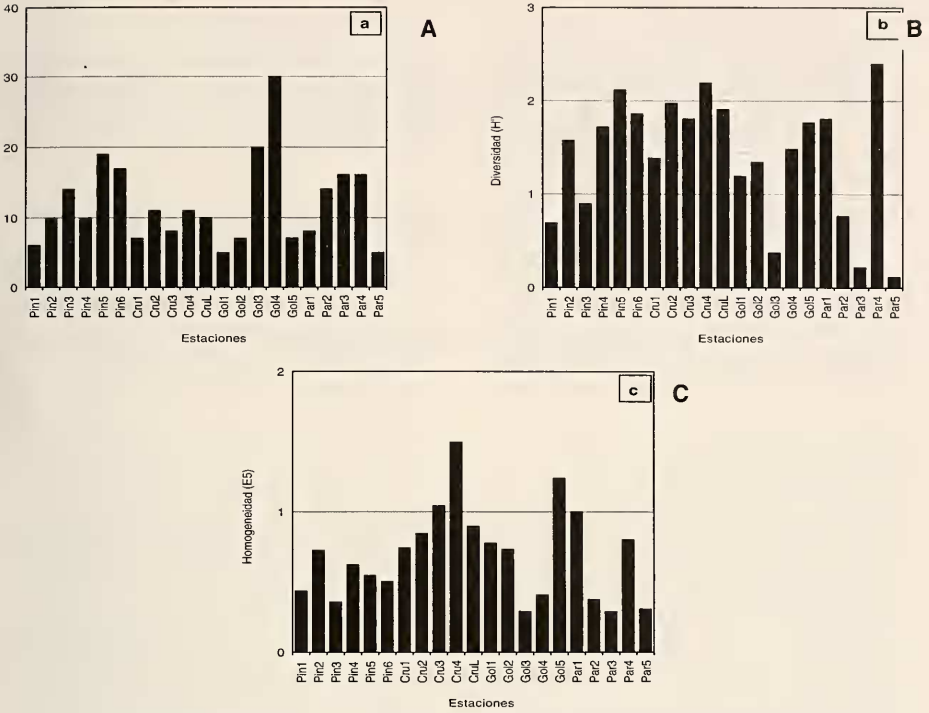 40
30
20
10
0
a
A
Pin1 Pin2 Pin3 Pin4 Pin5 Pin6 Cru1 Cru2 Cru3 Cru4 CruL Gol1 Gol2 Gol3 Gol4 Gol5 Par1 Par2 Par3 Par4 Par5
Estaciones
3
2
1
0
Diversidad (H')
b
B
Pin1 Pin2 Pin3 Pin4 Pin5 Pin6 Cru1 Cru2 Cru3 Cru4 CruL Gol1 Gol2 Gol3 Gol4 Gol5 Par1 Par2 Par3 Par4 Par5
Estaciones
2
1
0
Homogeneidad (E5)
c
C
Pin1 Pin2 Pin3 Pin4 Pin5 Pin6 Cru1 Cru2 Cru3 Cru4 CruL Gol1 Gol2 Gol3 Gol4 Gol5 Par1 Par2 Par3 Par4 Par5
Estaciones